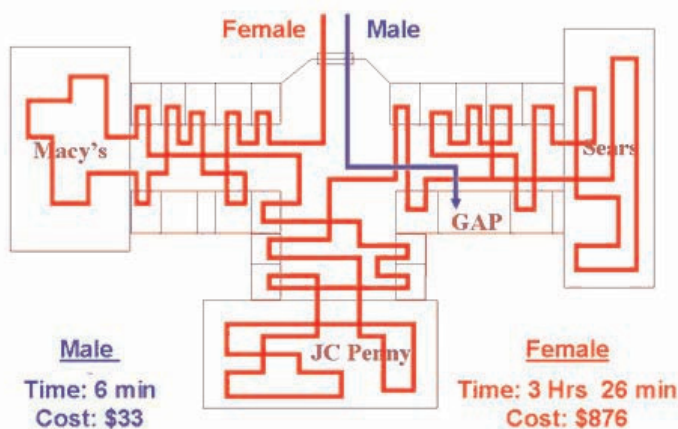 Female Male
Macy's
Sears
GAP
JC Penny
Male
Time: 6 min
Cost: $33
Female
Time: 3 Hrs 26 min
Cost: $876